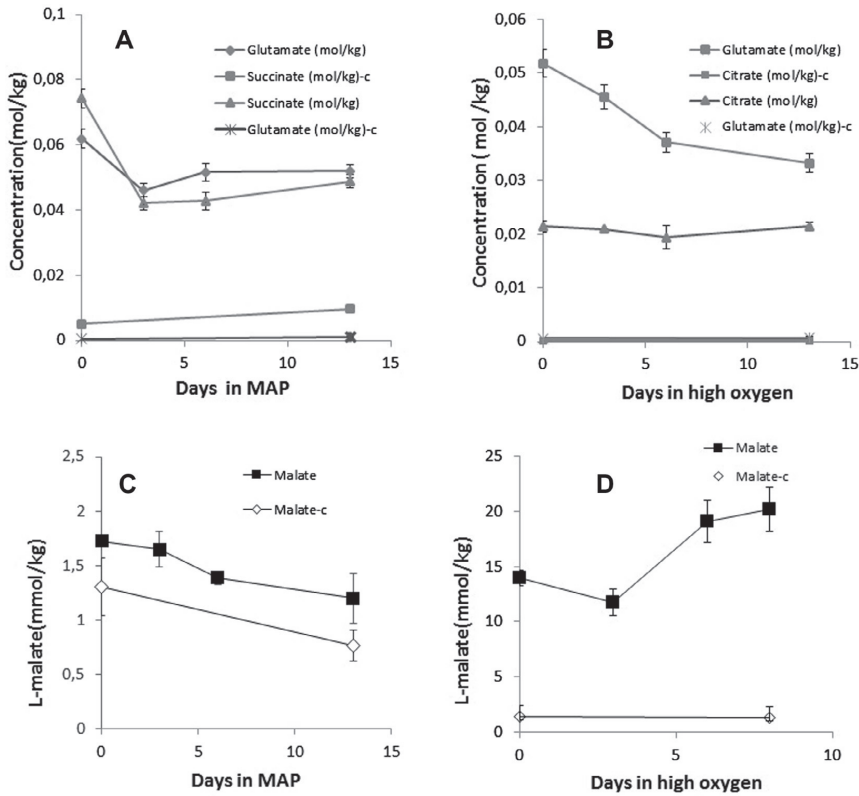 A
Glutamate (mol/kg)
Succinate (mol/kg)-c
Succinate (mol/kg)
Glutamate (mol/kg)-c
Concentration(mol/kg)
0,1
0,08
0,06
0,04
0,02
0
0 5 10 15
Days in MAP
B
Glutamate (mol/kg)
Citrate (mol/kg)-c
Citrate (mol/kg)
Glutamate (mol/kg)-c
Concentration ( mol /kg)
0,06
0,05
0,04
0,03
0,02
0,01
0
0 5 10 15
Days in high oxygen
C
Malate
Malate-c
L-malate(mmol/kg)
2,5
2
1,5
1
0,5
0
0 5 10 15
Days in MAP
D
Malate
Malate-c
L-malate(mmol/kg)
25
20
15
10
5
0
0 5 10
Days in high oxygen